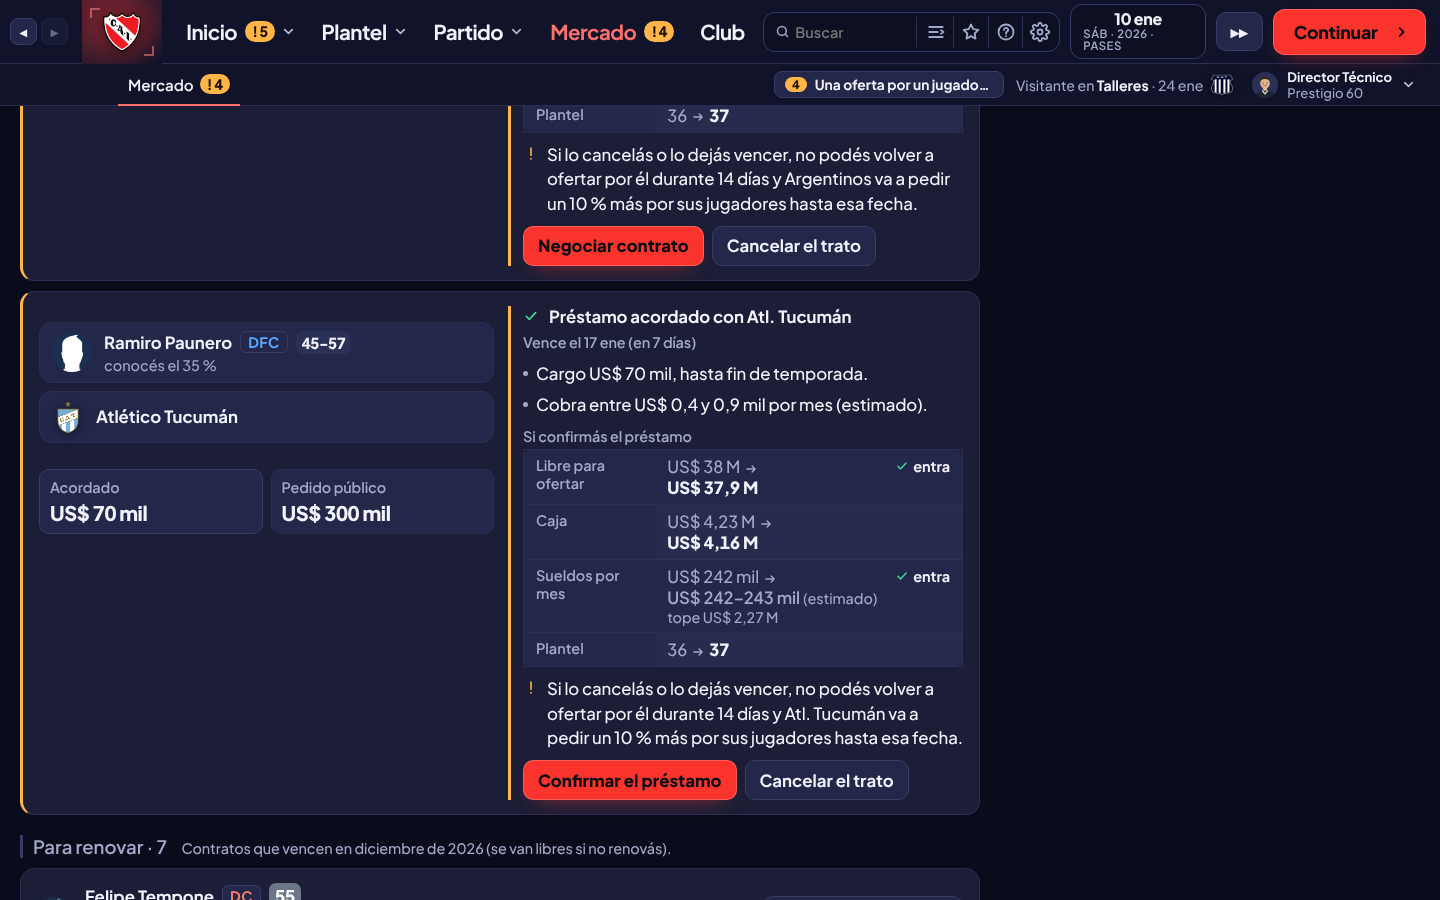 Inicio ! 5
Plantel
Partido
Mercado ! 4
Club
Buscar
10 ene
SÁB · 2026 ·
PASES
Continuar
Mercado ! 4
4 Una oferta por un jugado...
Visitante en Talleres · 24 ene
Director Técnico
Prestigio 60
Plantel 36 → 37
! Si lo cancelás o lo dejás vencer, no podés volver a
ofertar por él durante 14 días y Argentinos va a pedir
un 10 % más por sus jugadores hasta esa fecha.
Negociar contrato Cancelar el trato
Ramiro Paunero DFC 45–57
conocés el 35 %
Atlético Tucumán
Acordado
US$ 70 mil
Pedido público
US$ 300 mil
Préstamo acordado con Atl. Tucumán
Vence el 17 ene (en 7 días)
• Cargo US$ 70 mil, hasta fin de temporada.
• Cobra entre US$ 0,4 y 0,9 mil por mes (estimado).
Si confirmás el préstamo
Libre para
ofertar
US$ 38 M →
US$ 37,9 M
✓ entra
Caja
US$ 4,23 M →
US$ 4,16 M
Sueldos por
mes
US$ 242 mil →
US$ 242–243 mil (estimado)
tope US$ 2,27 M
✓ entra
Plantel 36 → 37
! Si lo cancelás o lo dejás vencer, no podés volver a
ofertar por él durante 14 días y Atl. Tucumán va a
pedir un 10 % más por sus jugadores hasta esa fecha.
Confirmar el préstamo Cancelar el trato
Para renovar · 7 Contratos que vencen en diciembre de 2026 (se van libres si no renovás).
Felipe Tempone DC 55